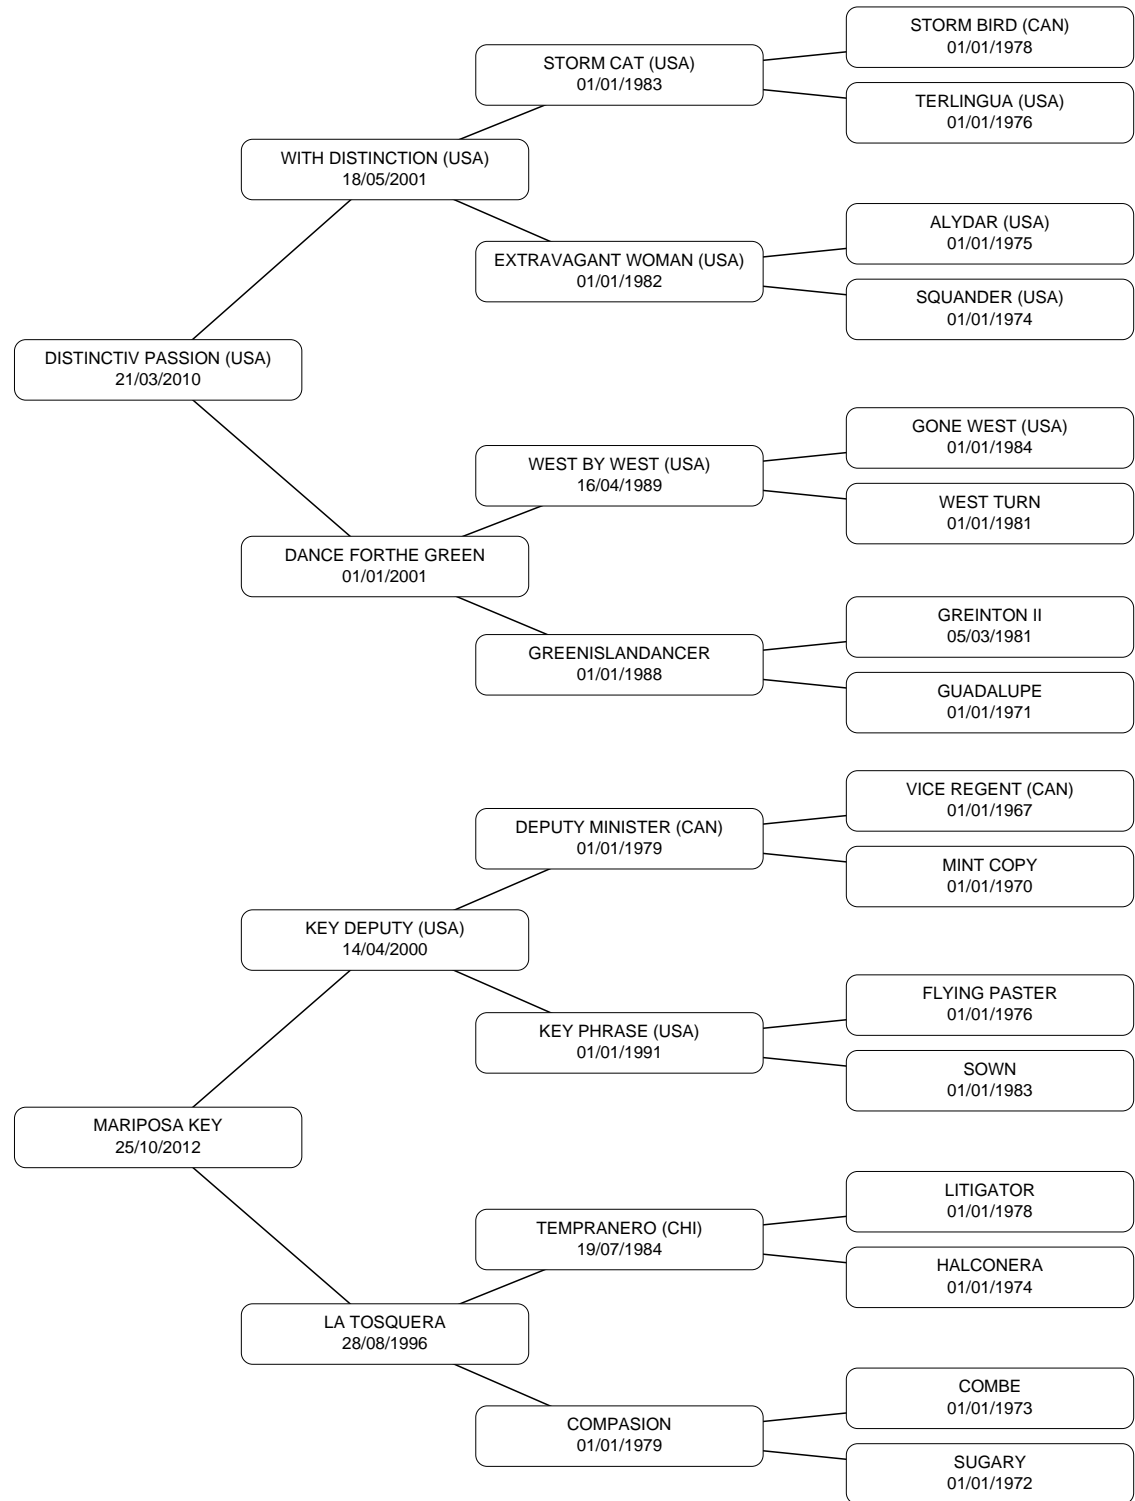 STORM BIRD (CAN)
01/01/1978
STORM CAT (USA)
01/01/1983
TERLINGUA (USA)
01/01/1976
WITH DISTINCTION (USA)
18/05/2001
ALYDAR (USA)
01/01/1975
EXTRAVAGANT WOMAN (USA)
01/01/1982
SQUANDER (USA)
01/01/1974
DISTINCTIV PASSION (USA)
21/03/2010
GONE WEST (USA)
01/01/1984
WEST BY WEST (USA)
16/04/1989
WEST TURN
01/01/1981
DANCE FORTHE GREEN
01/01/2001
GREINTON II
05/03/1981
GREENISLANDANCER
01/01/1988
GUADALUPE
01/01/1971
VICE REGENT (CAN)
01/01/1967
DEPUTY MINISTER (CAN)
01/01/1979
MINT COPY
01/01/1970
KEY DEPUTY (USA)
14/04/2000
FLYING PASTER
01/01/1976
KEY PHRASE (USA)
01/01/1991
SOWN
01/01/1983
MARIPOSA KEY
25/10/2012
LITIGATOR
01/01/1978
TEMPRANERO (CHI)
19/07/1984
HALCONERA
01/01/1974
LA TOSQUERA
28/08/1996
COMBE
01/01/1973
COMPASION
01/01/1979
SUGARY
01/01/1972